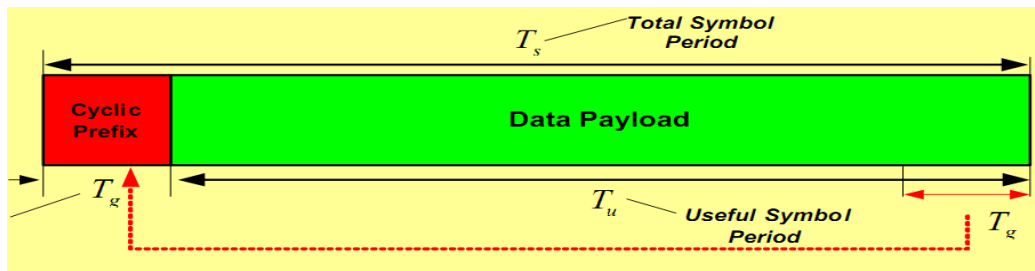 Total Symbol
Period
T_s
Cyclic
Prefix
Data Payload
T_g
T_u
Useful Symbol
Period
T_g